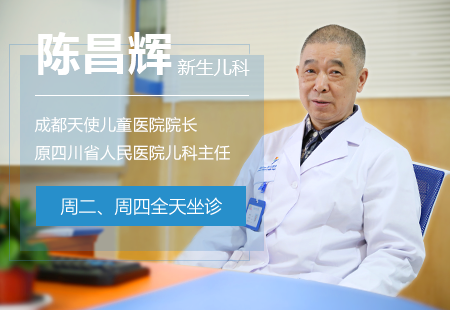 陈昌辉 新生儿科
成都天使儿童医院院长
原四川省人民医院儿科主任
周二、周四全天坐诊